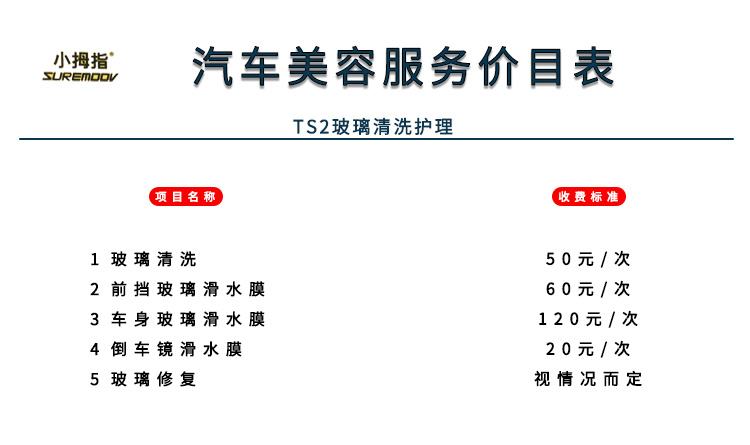 小拇指®
SUREMOOV
汽车美容服务价目表
TS2玻璃清洗护理
项目名称 收费标准
1 玻璃清洗 50元/次
2 前挡玻璃滑水膜 60元/次
3 车身玻璃滑水膜 120元/次
4 倒车镜滑水膜 20元/次
5 玻璃修复 视情况而定